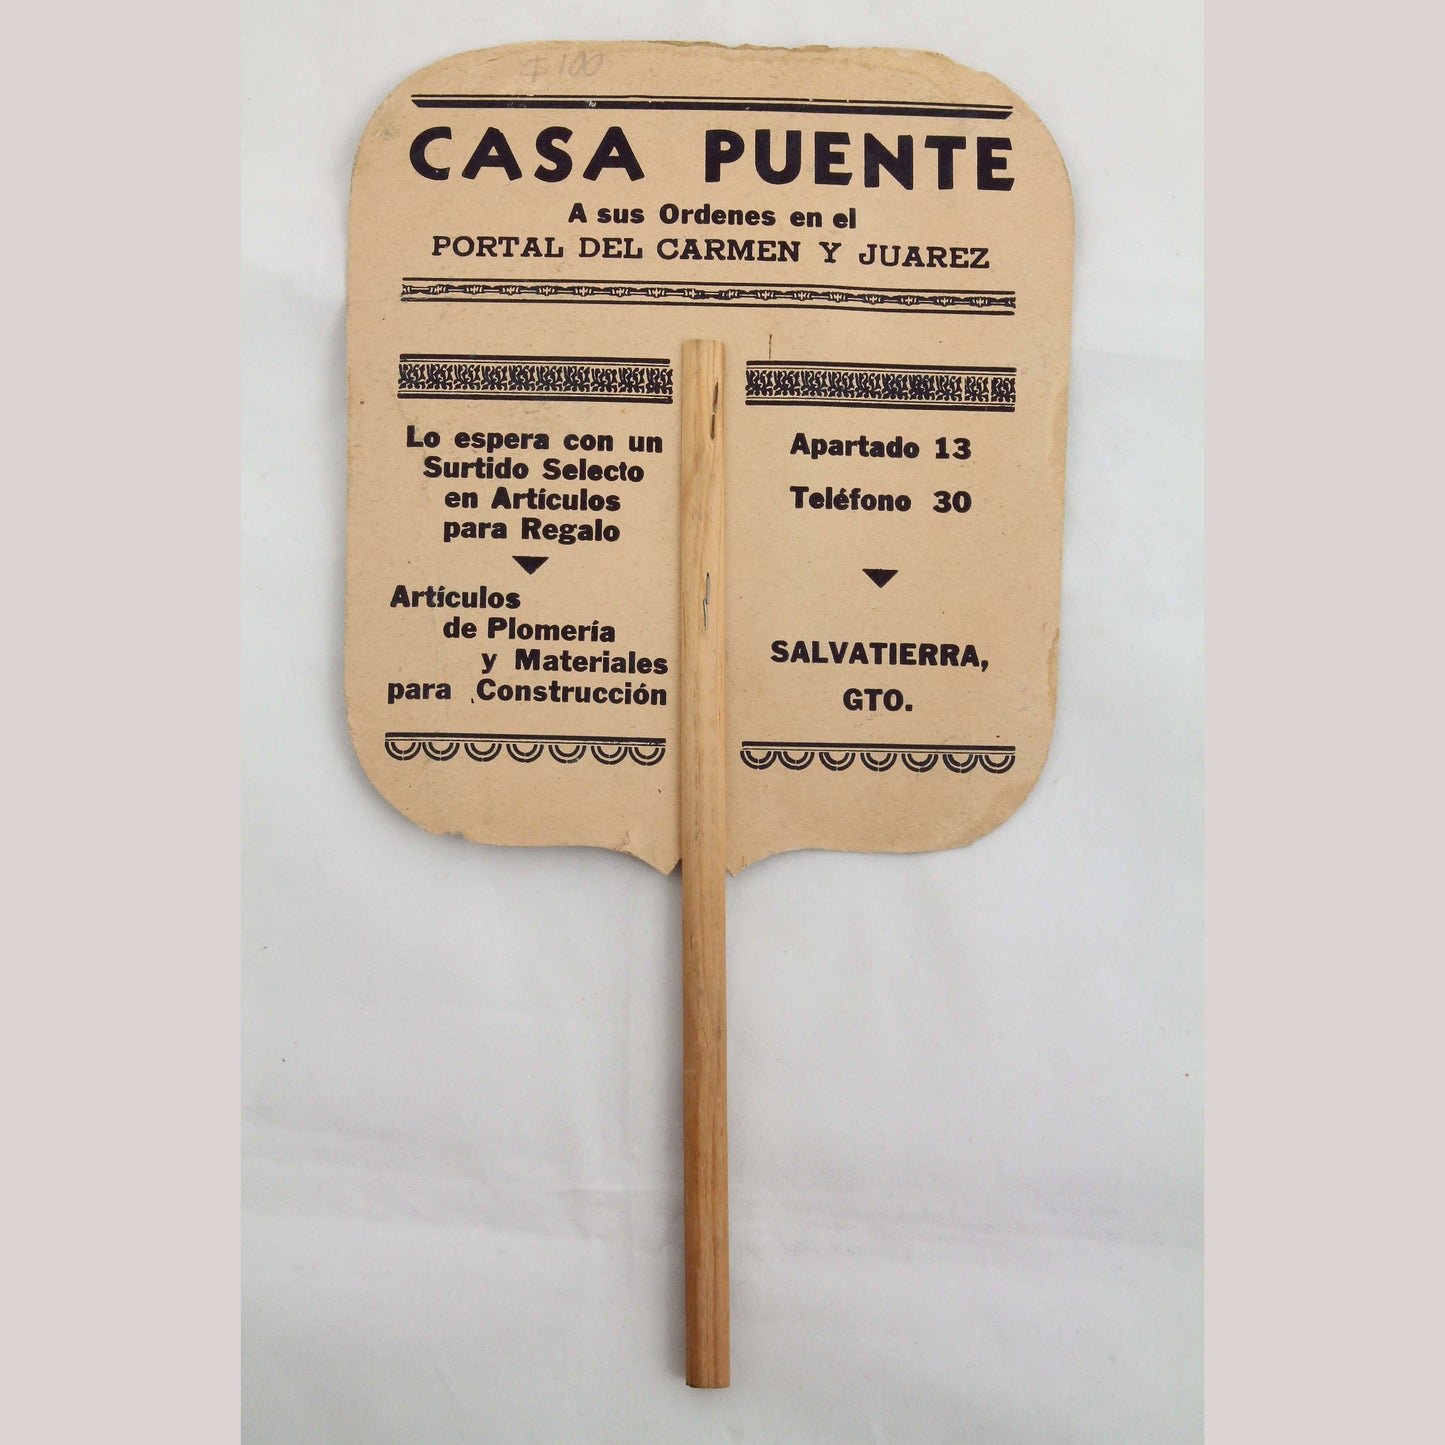 $100
CASA PUENTE
A sus Ordenes en el
PORTAL DEL CARMEN Y JUAREZ
Lo espera con un
Surtido Selecto
en Artículos
para Regalo
Artículos
de Plomería
y Materiales
para Construcción
Apartado 13
Teléfono 30
SALVATIERRA,
GTO.